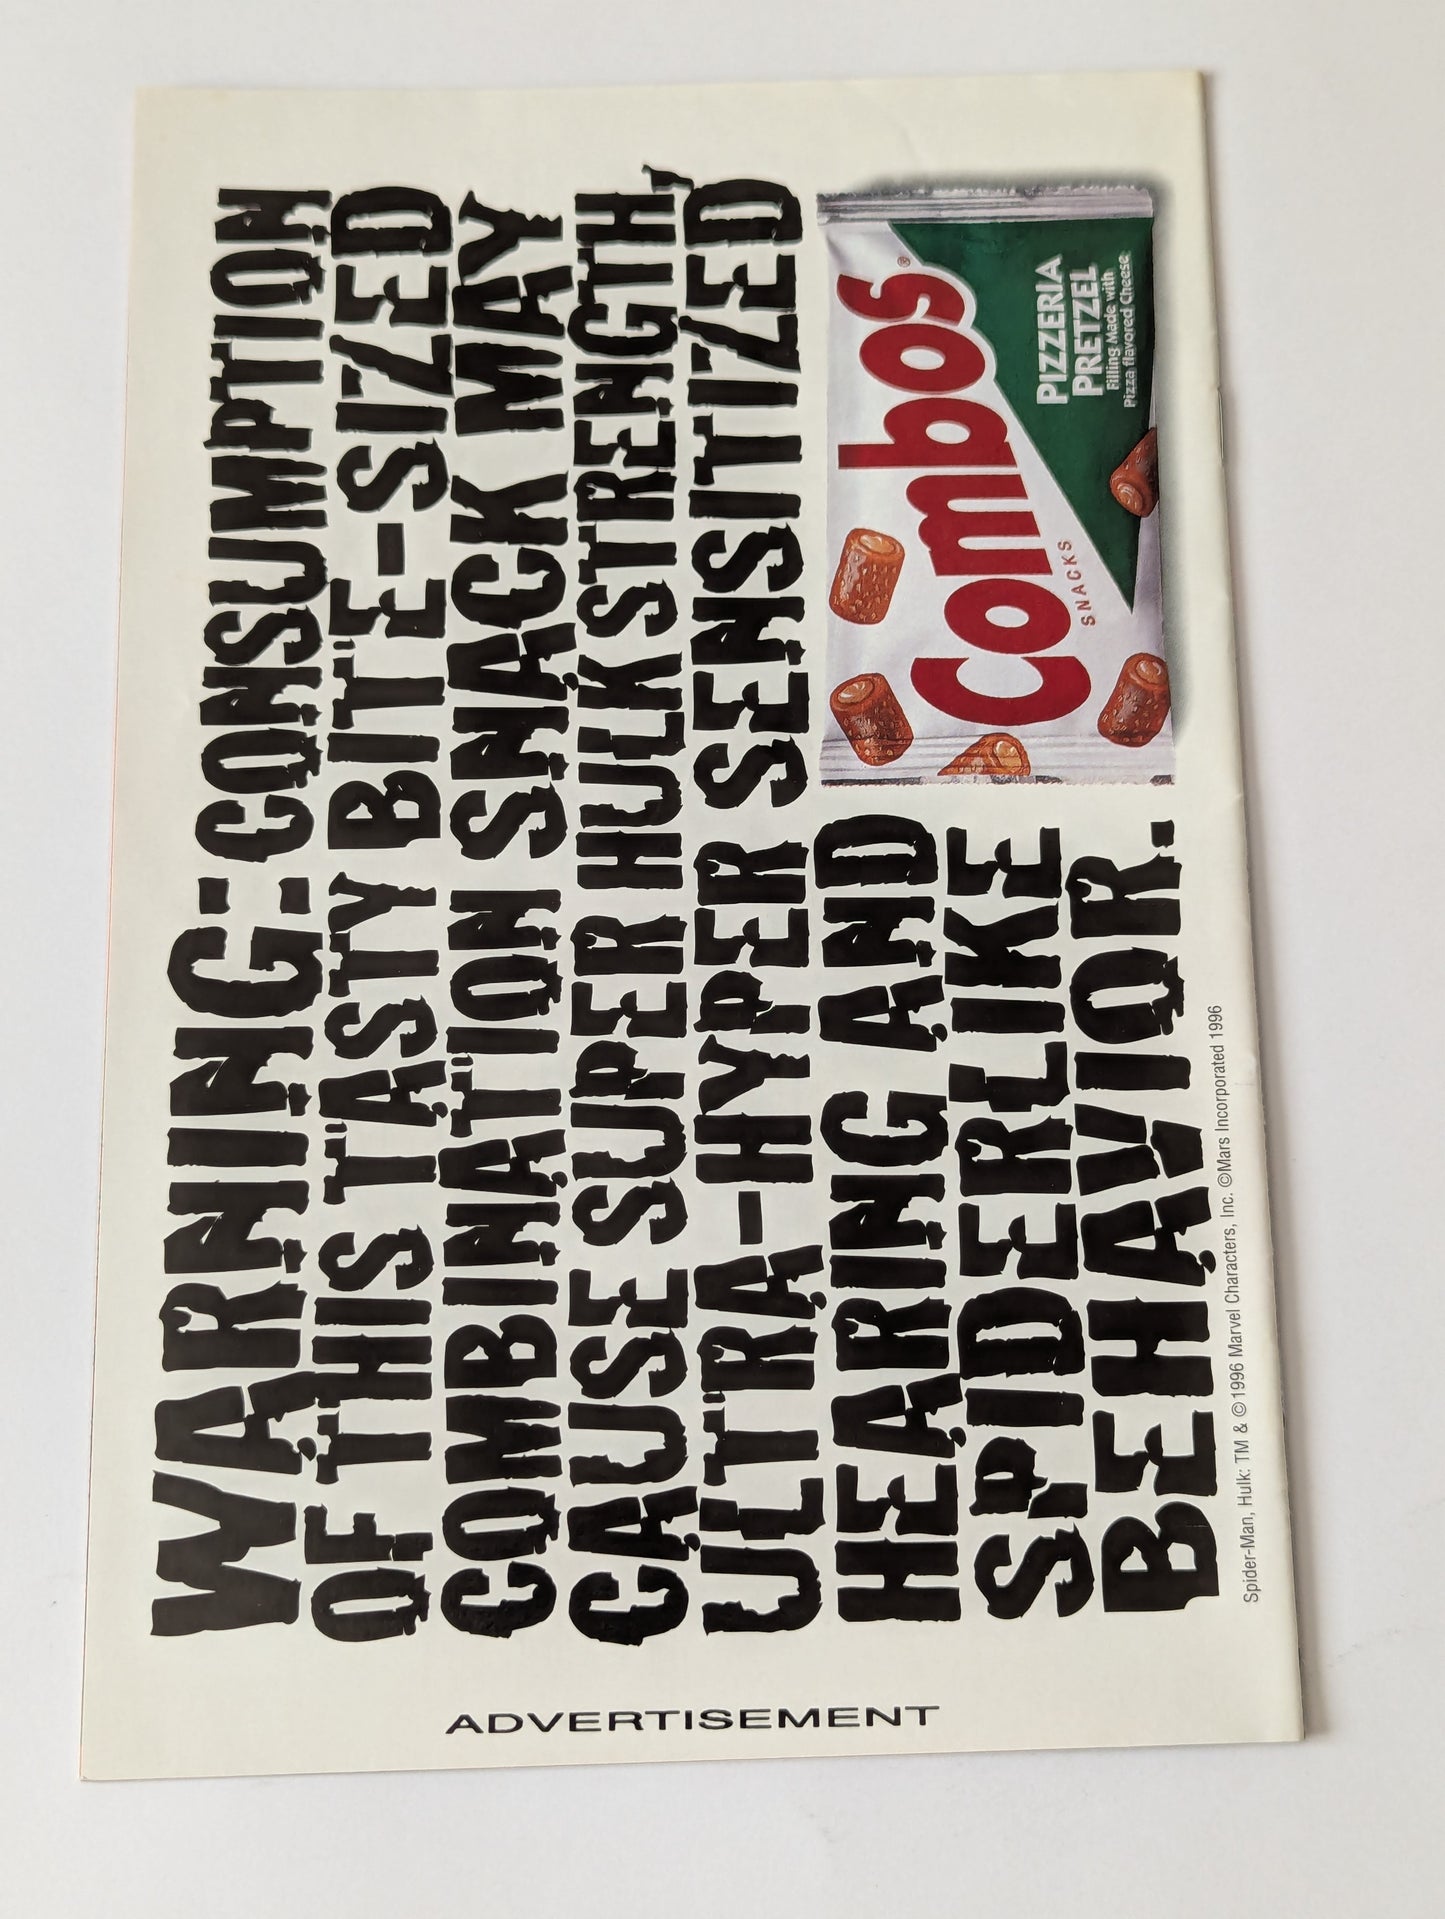 WARNING: CONSUMPTION
OF THIS TASTY BITE-SIZED
COMBINATION SNACK MAY
CAUSE SUPER HULK STRENGTH,
ULTRA-HYPER SENSITIZED
HEARING AND
SPIDERLIKE
BEHAVIOR.
Combos®
SNACKS
PIZZERIA
PRETZEL
Filling Made with
Pizza flavored Cheese
Spider-Man, Hulk: TM & ©1996 Marvel Characters, Inc. ©Mars Incorporated 1996
ADVERTISEMENT